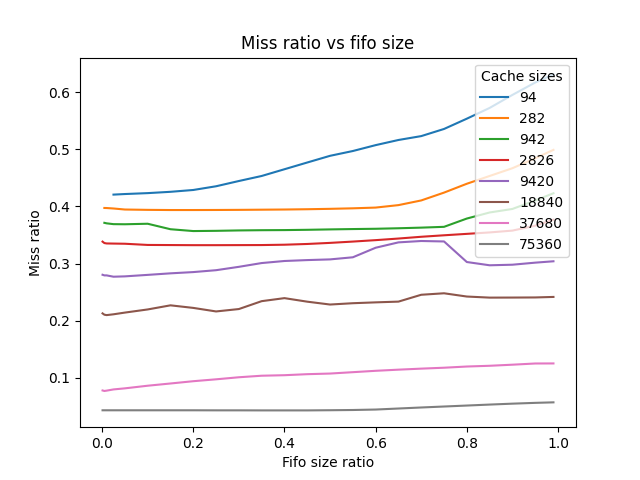 Miss ratio vs fifo size
Cache sizes
94
282
942
2826
9420
18840
37680
75360
Miss ratio
0.6
0.5
0.4
0.3
0.2
0.1
0.0 0.2 0.4 0.6 0.8 1.0
Fifo size ratio